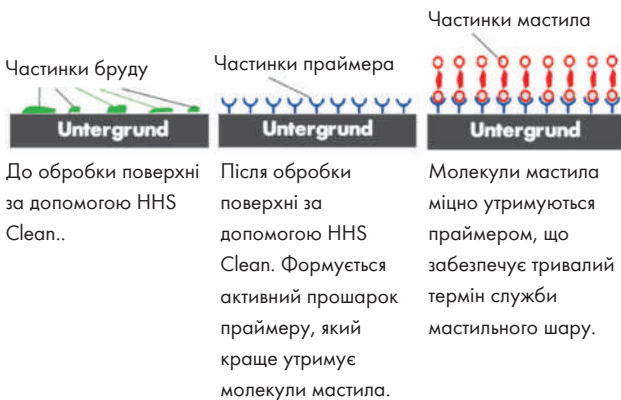 Частинки бруду
Untergrund
До обробки поверхні
за допомогою HHS
Clean..
Частинки праймера
Untergrund
Після обробки
поверхні за
допомогою HHS
Clean. Формується
активний прошарок
праймеру, який
краще утримує
молекули мастила.
Частинки мастила
Untergrund
Молекули мастила
міцно утримуються
праймером, що
забезпечує тривалий
термін служби
мастильного шару.